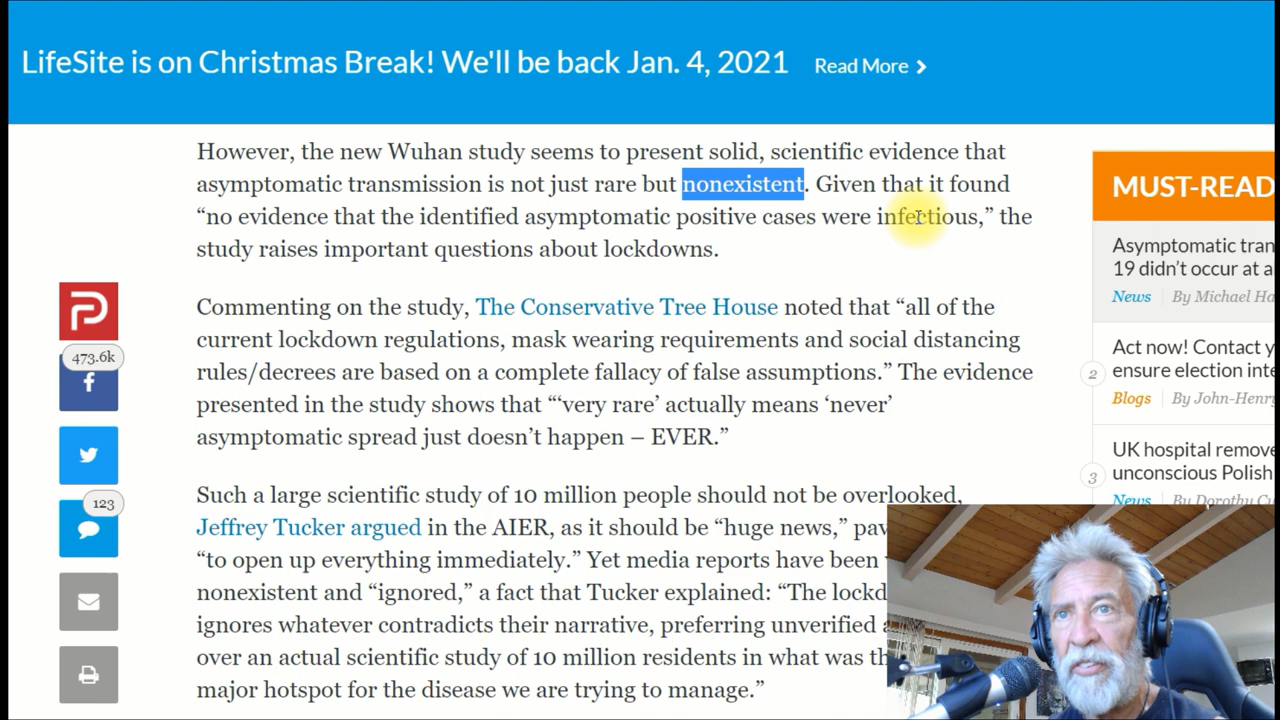 LifeSite is on Christmas Break! We'll be back Jan. 4, 2021 Read More
However, the new Wuhan study seems to present solid, scientific evidence that
asymptomatic transmission is not just rare but nonexistent. Given that it found
“no evidence that the identified asymptomatic positive cases were infectious,” the
study raises important questions about lockdowns.
Commenting on the study, The Conservative Tree House noted that “all of the
current lockdown regulations, mask wearing requirements and social distancing
rules/decrees are based on a complete fallacy of false assumptions.” The evidence
presented in the study shows that “‘very rare’ actually means ‘never’
asymptomatic spread just doesn’t happen – EVER.”
Such a large scientific study of 10 million people should not be overlooked,
Jeffrey Tucker argued in the AIER, as it should be “huge news,”
“to open up everything immediately.” Yet media reports have been
nonexistent and “ignored,” a fact that Tucker explained: “The
ignores whatever contradicts their narrative, preferring unverified
over an actual scientific study of 10 million residents in what was
major hotspot for the disease we are trying to manage.”
473.6k
123
MUST-READ
Asymptomatic
19 didn’t occur at
News By Michael
Act now! Contact
2
ensure election
Blogs By
UK hospital
3
unconscious Polish
News By Dorothy